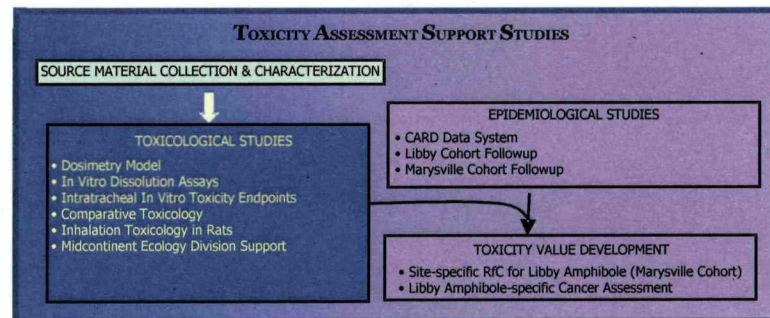 TOXICITY ASSESSMENT SUPPORT STUDIES
SOURCE MATERIAL COLLECTION & CHARACTERIZATION
TOXICOLOGICAL STUDIES
• Dosimetry Model
• In Vitro Dissolution Assays
• Intratracheal In Vitro Toxicity Endpoints
• Comparative Toxicology
• Inhalation Toxicology in Rats
• Midcontinent Ecology Division Support
EPIDEMIOLOGICAL STUDIES
• CARD Data System
• Libby Cohort Followup
• Marysville Cohort Followup
TOXICITY VALUE DEVELOPMENT
• Site-specific RfC for Libby Amphibole (Marysville Cohort)
• Libby Amphibole-specific Cancer Assessment